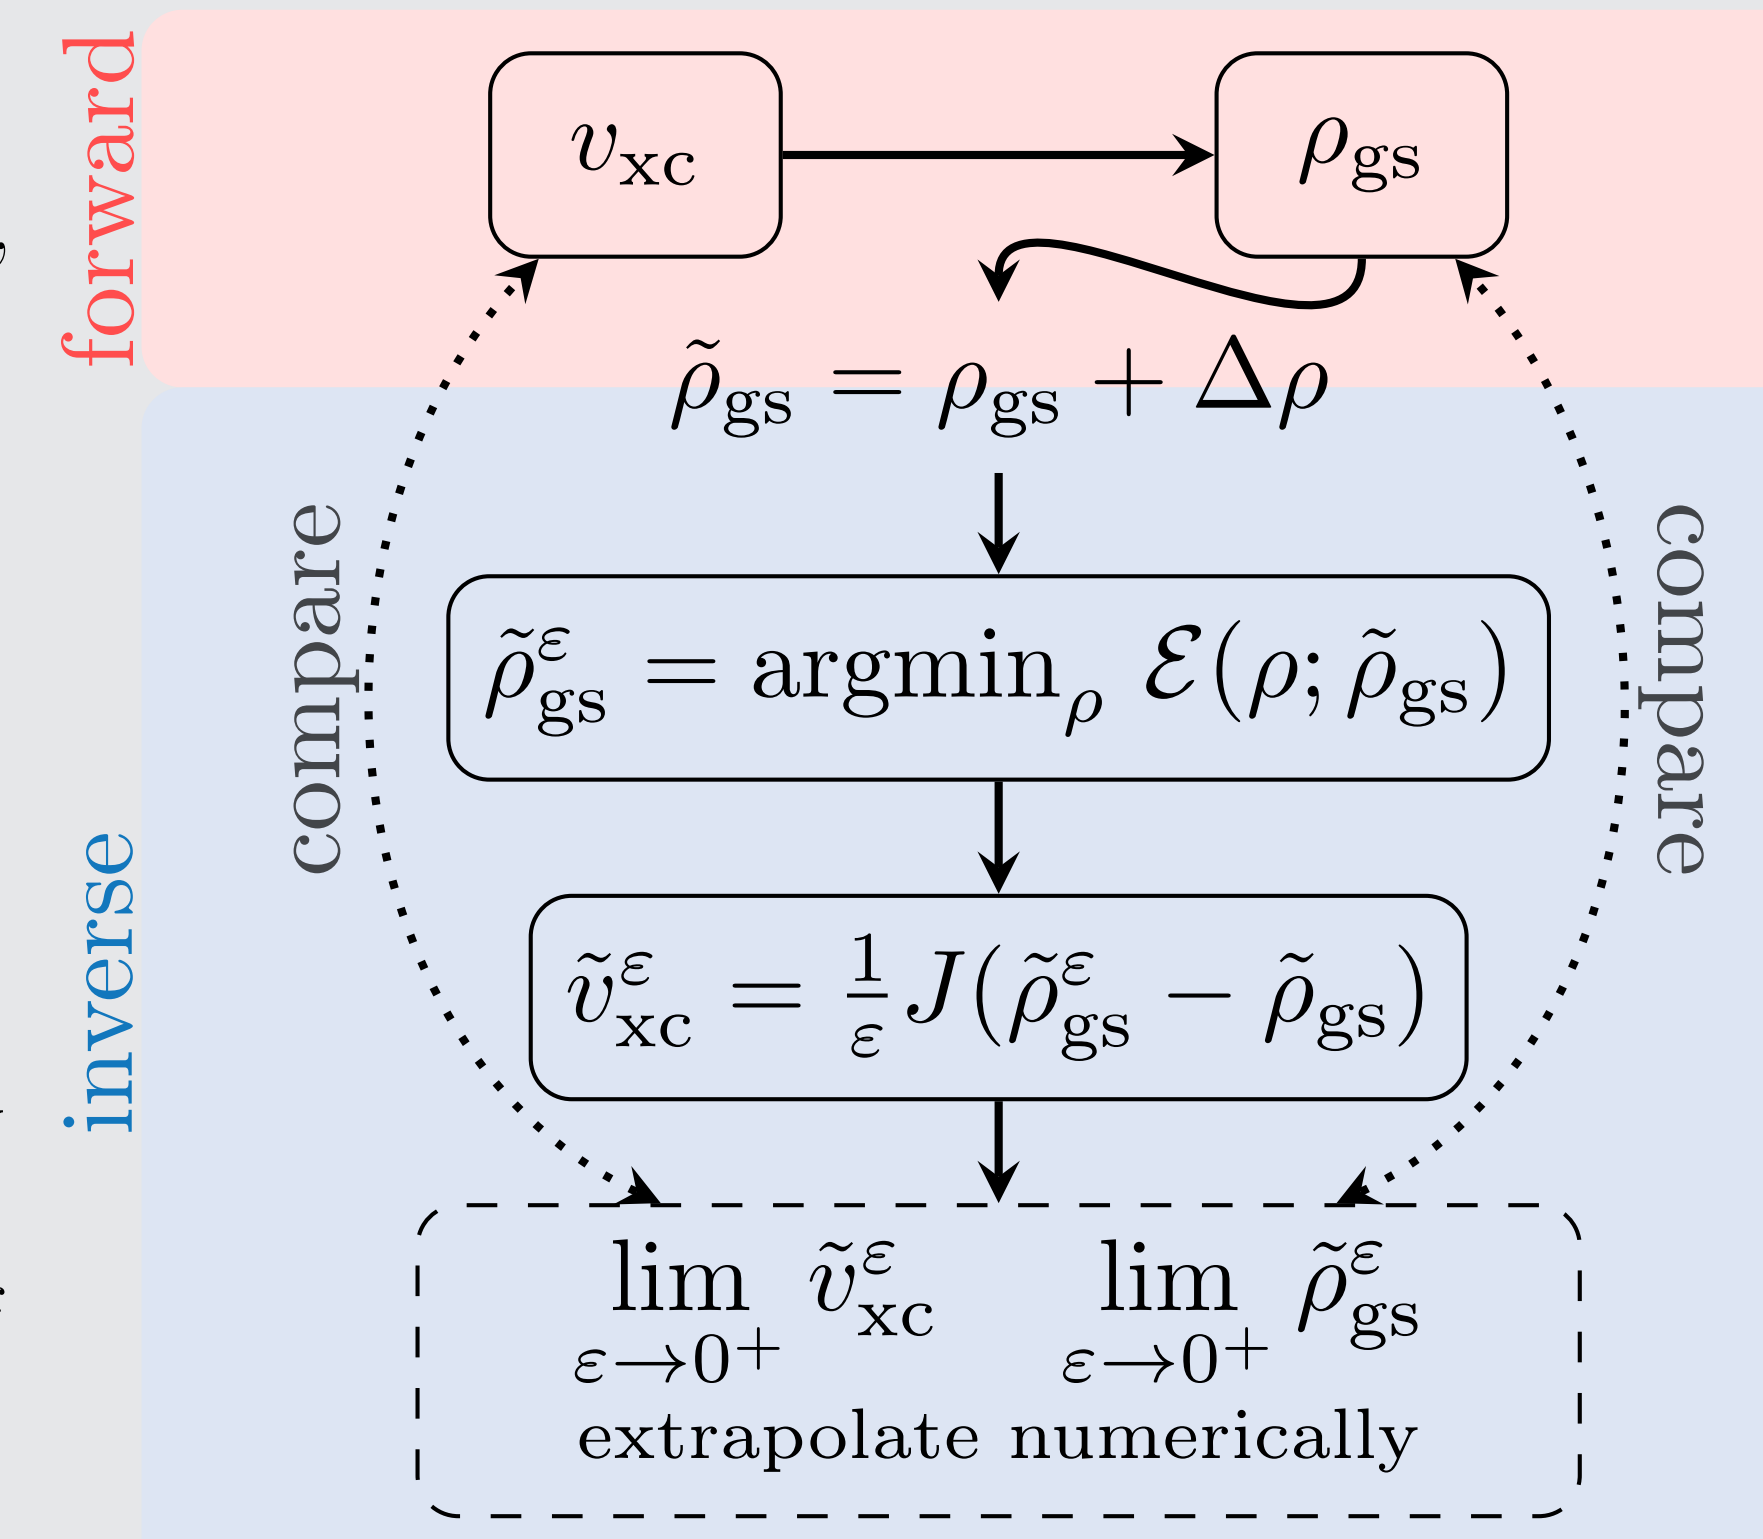 forward
v_xc
ρ_gs
ρ̃_gs = ρ_gs + Δρ
compare
compare
inverse
ρ̃^ε_gs = argmin_ρ ℰ(ρ; ρ̃_gs)
ṽ^ε_xc = 1/ε J(ρ̃^ε_gs − ρ̃_gs)
lim_{ε→0⁺} ṽ^ε_xc   lim_{ε→0⁺} ρ̃^ε_gs
extrapolate numerically